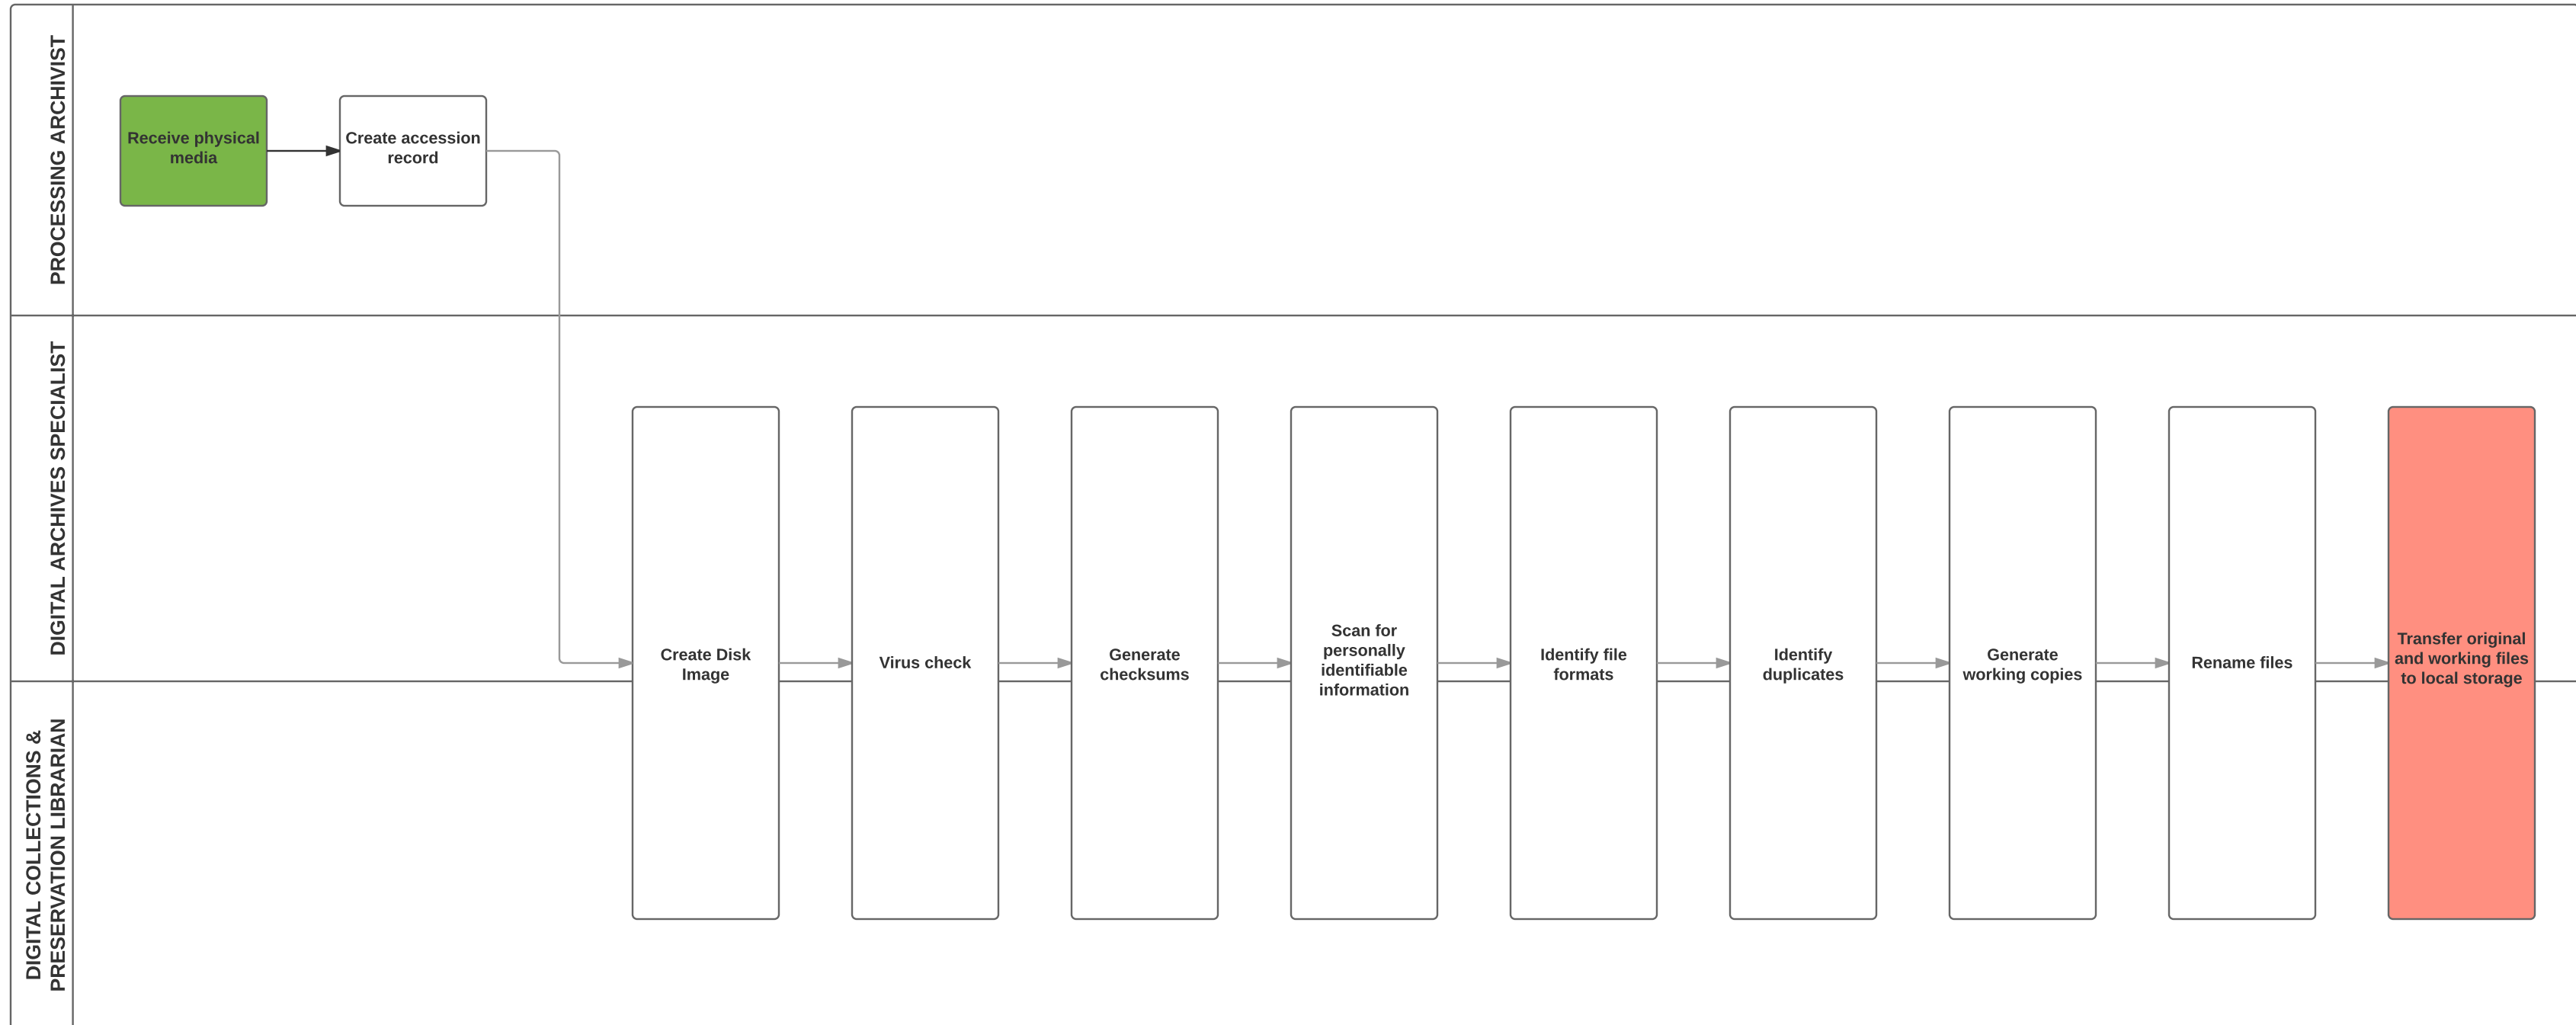 PROCESSING ARCHIVIST
Receive physical
media
Create accession
record
DIGITAL ARCHIVES SPECIALIST
DIGITAL COLLECTIONS &
PRESERVATION LIBRARIAN
Create Disk
Image
Virus check
Generate
checksums
Scan for
personally
identifiable
information
Identify file
formats
Identify
duplicates
Generate
working copies
Rename files
Transfer original
and working files
to local storage